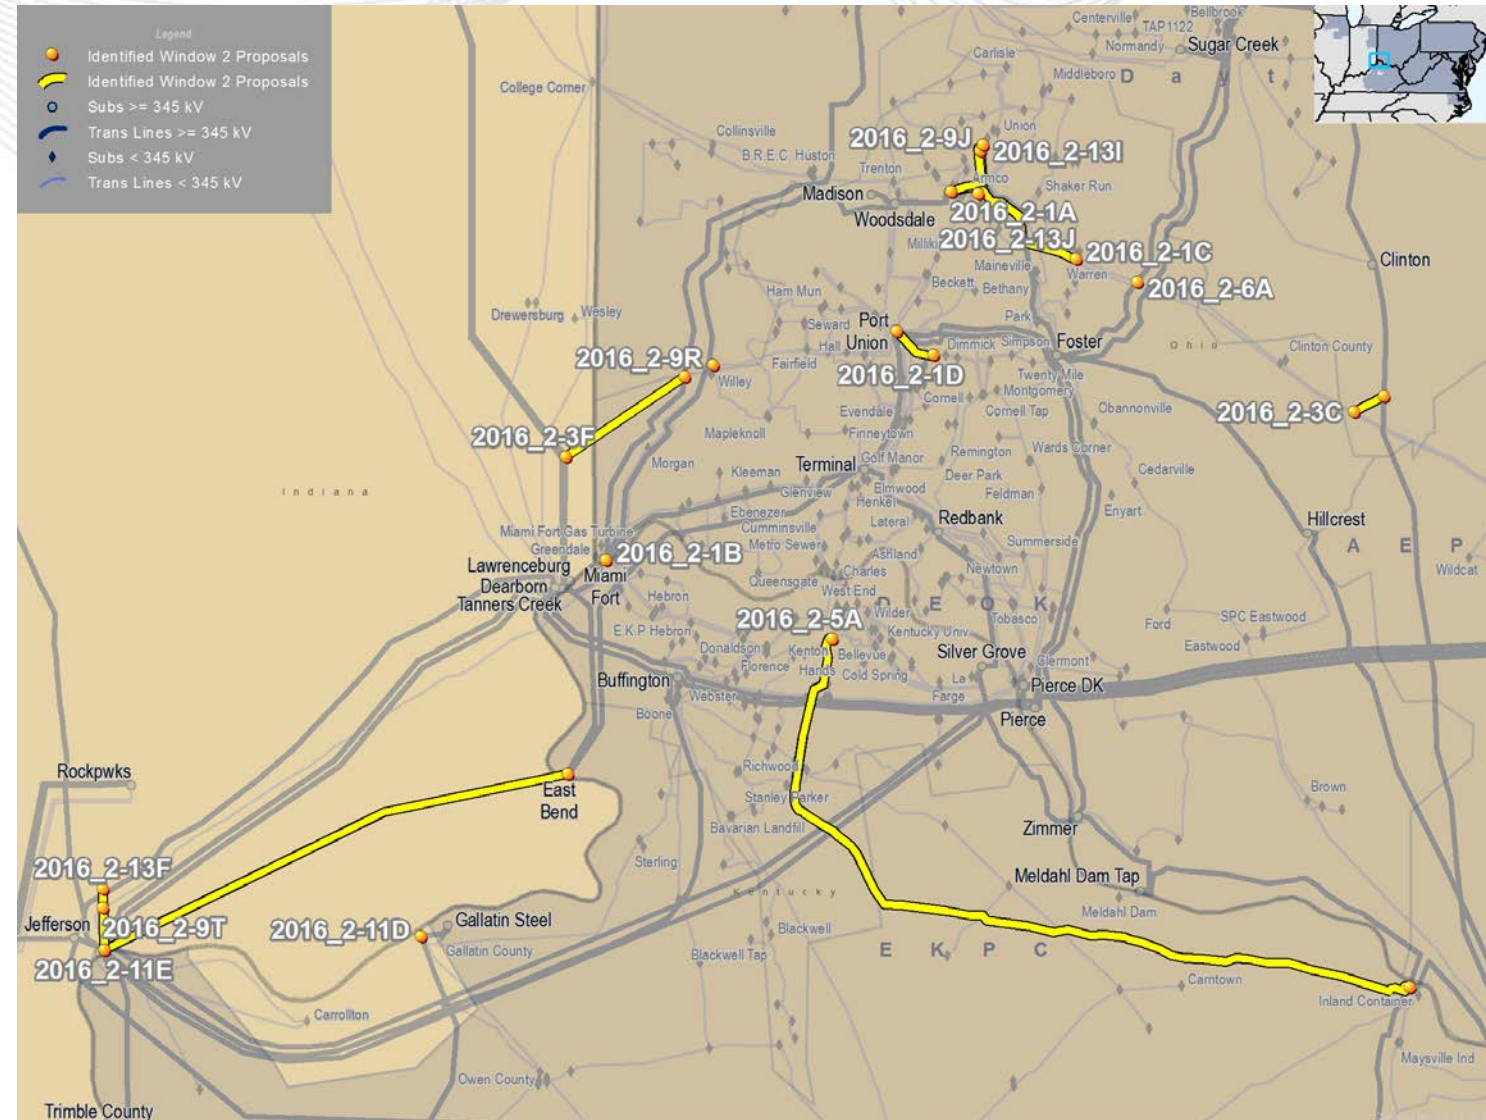 Legend
Identified Window 2 Proposals
Identified Window 2 Proposals
Subs >= 345 kV
Trans Lines >= 345 kV
Subs < 345 kV
Trans Lines < 345 kV
Centerville
Bellbrook
TAP1122
Normandy
Sugar Creek
Carlisle
Middleboro
D a y t
College Corner
Collinsville
Union
2016_2-9J
2016_2-13I
B.R.E.C. Huston
Trenton
Armco
Shaker Run
Madison
Woodsdale
2016_2-1A
2016_2-13J
2016_2-1C
Maineville
Warren
Clinton
Beckett
Bethany
2016_2-6A
Ham Mun
Drewersburg
Wesley
Seward
Port
Union
Park
Hall
Dimmick
Simpson
Foster
Ohio
Clinton County
2016_2-9R
Fairfield
Willey
2016_2-1D
Twenty Mile
Montgomery
Cornell
Cornell Tap
Obannonville
2016_2-3C
Evendale
Finneytown
2016_2-3F
Mapleknoll
Wards Corner
Morgan
Kleeman
Terminal
Golf Manor
Remington
Cedarville
Deer Park
Indiana
Glenview
Elmwood
Feldman
Henkel
Ebenezer
Enyart
Miami Fort Gas Turbine
Cumminsville
Lateral
Redbank
Hillcrest
Greendale
2016_2-1B
Metro Sewer
Ashland
Summerside
A E P
Lawrenceburg
Dearborn
Miami
Fort
Queensgate
Charles
Newtown
Wildcat
West End
Tanners Creek
Hebron
D E O K
2016_2-5A
Wilder
Tobasco
SPC Eastwood
Ford
E.K.P Hebron
Kentucky Univ
Eastwood
Donaldson
Kenton
Bellevue
Silver Grove
Clermont
Florence
Hands
Cold Spring
Buffington
La
Farge
Pierce DK
Webster
Boone
Pierce
Rockpwks
Richwood
East
Bend
Stanley Parker
Brown
Bavarian Landfill
Zimmer
Sterling
2016_2-13F
Meldahl Dam Tap
Kentucky
Meldahl Dam
Jefferson
2016_2-9T
2016_2-11D
Gallatin Steel
Blackwell
Gallatin County
Blackwell Tap
E K P C
2016_2-11E
Carntown
Inland Container
Carrollton
Maysville Ind
Owen County
Trimble County